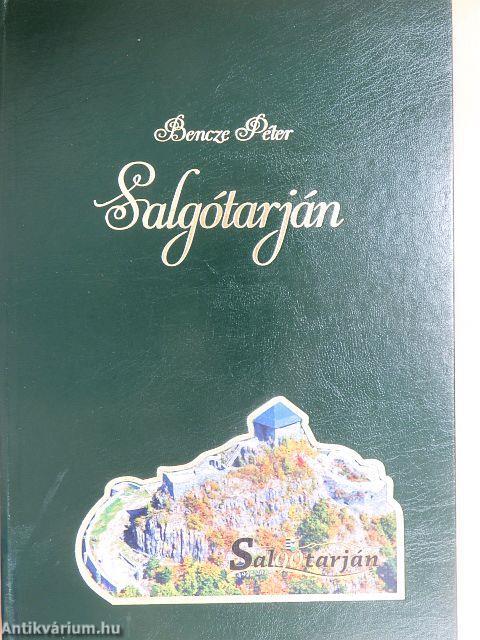 Bencze Péter
Salgótarján
Salgótarján
Antikvárium.hu